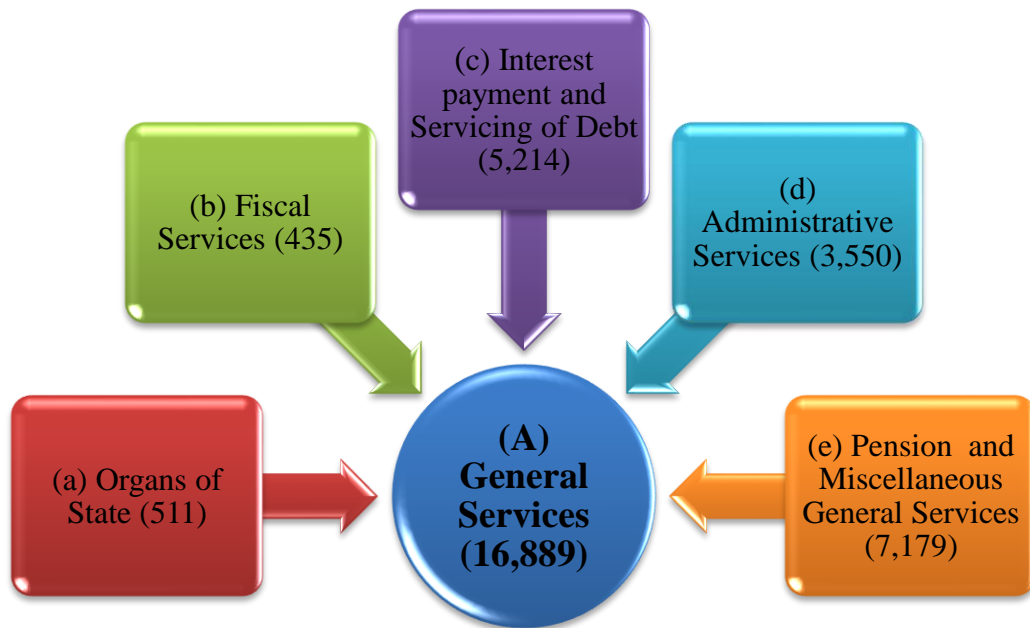 (c) Interest
payment and
Servicing of Debt
(5,214)
(b) Fiscal
Services (435)
(d)
Administrative
Services (3,550)
(a) Organs of
State (511)
(A)
General
Services
(16,889)
(e) Pension and
Miscellaneous
General Services
(7,179)